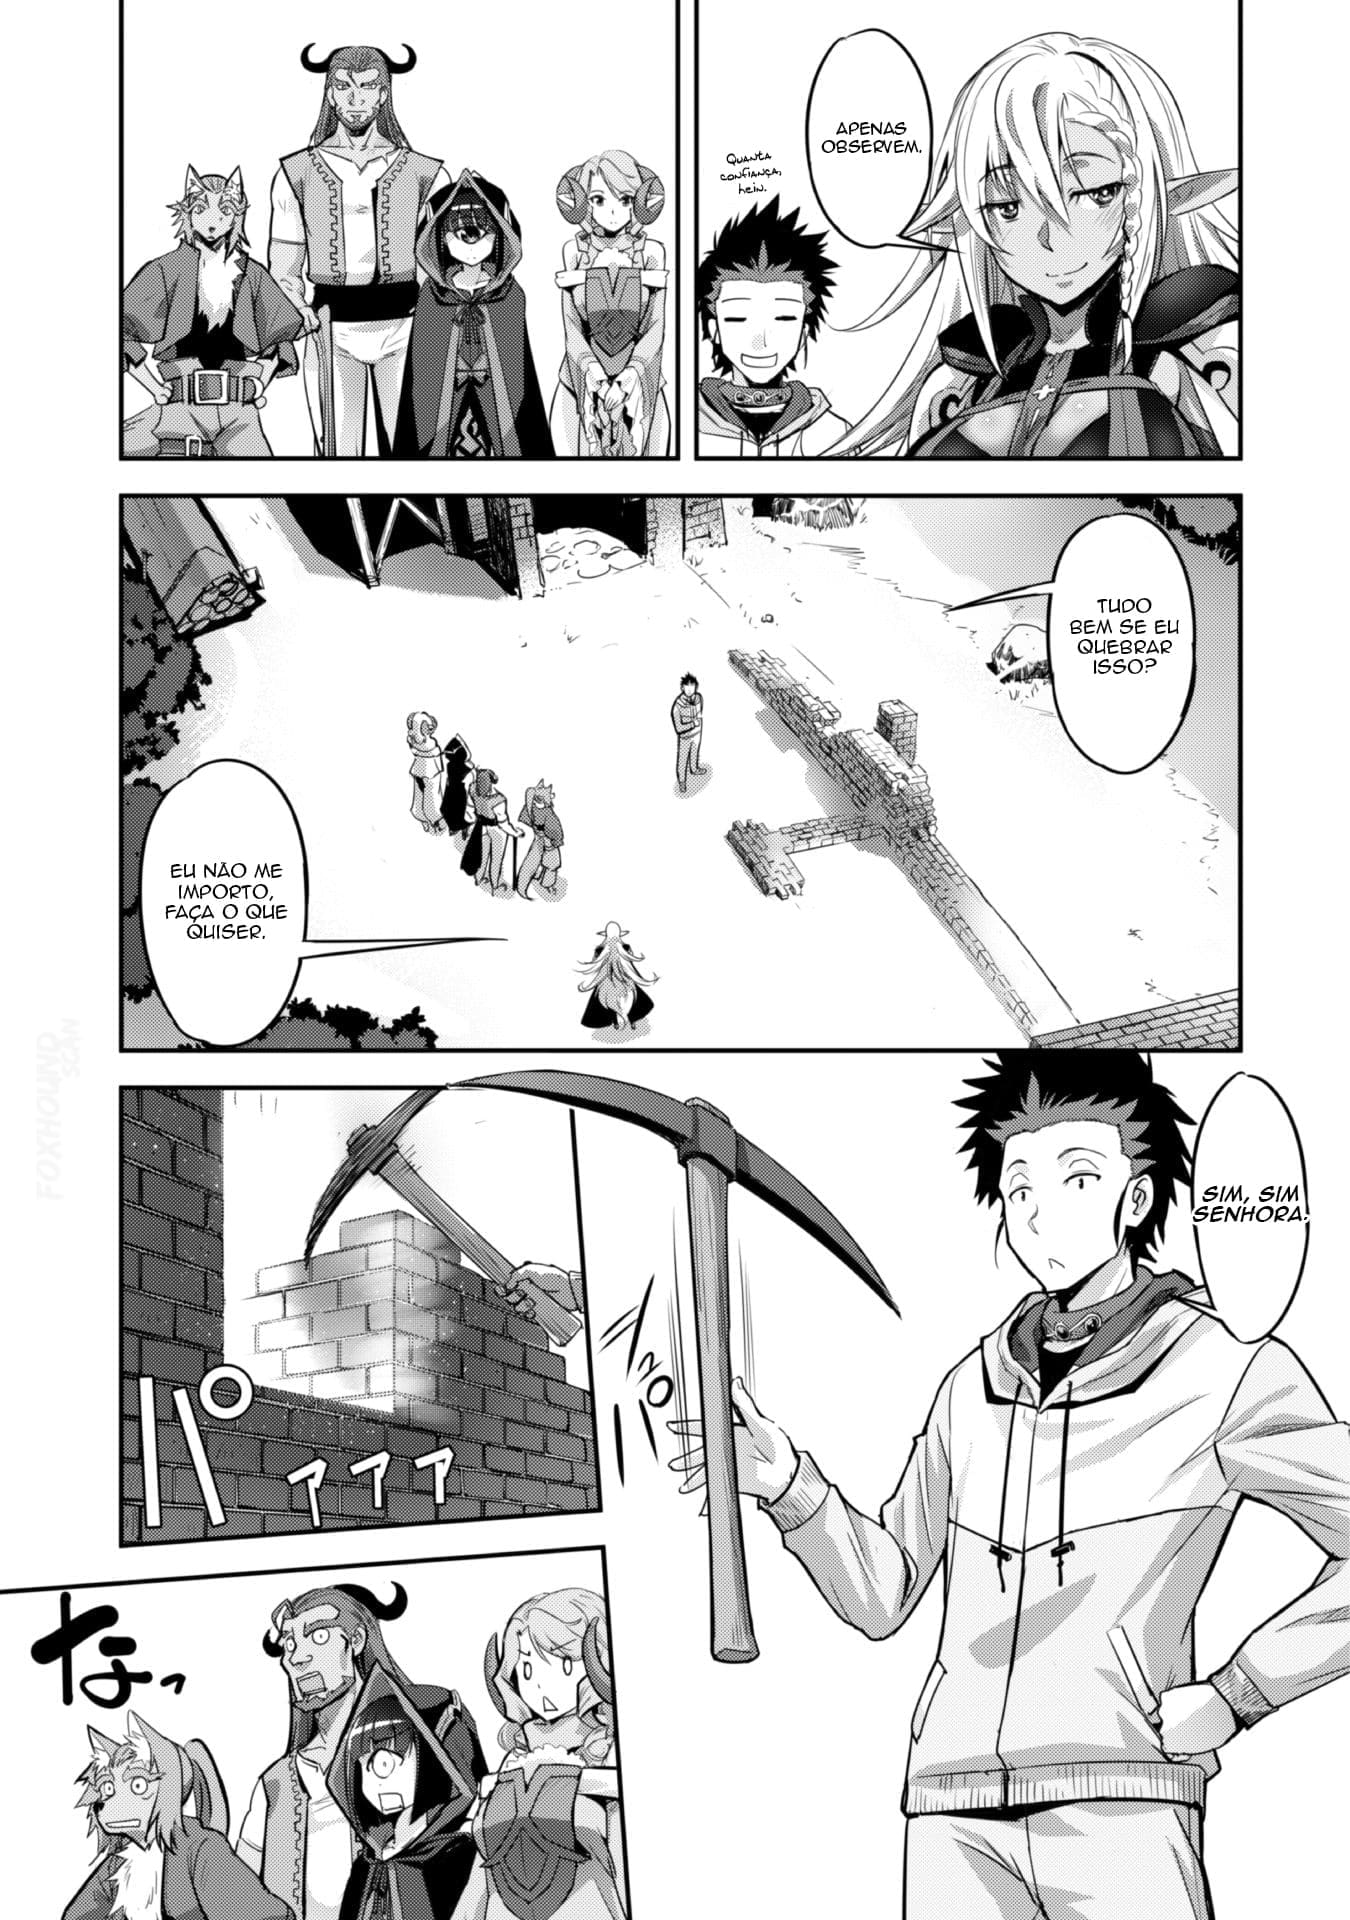 APENAS
OBSERVEM.
Quanta
confiança,
hein.
TUDO
BEM SE EU
QUEBRAR
ISSO?
EU NÃO ME
IMPORTO,
FAÇA O QUE
QUISER.
SIM, SIM
SENHORA.
パァァァ
なっ
FOXHOUND
SCAN